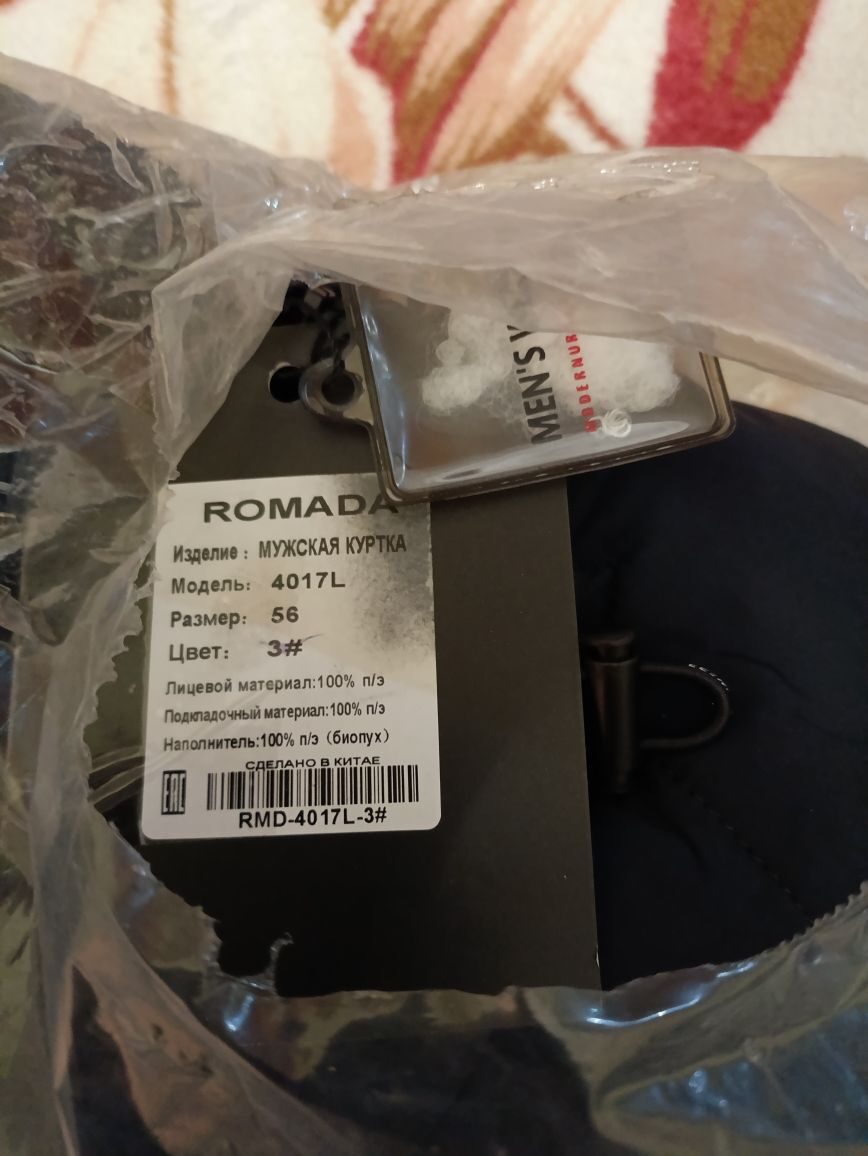 MEN'S
ROMADA
Изделие : МУЖСКАЯ КУРТКА
Модель: 4017L
Размер: 56
Цвет: 3#
Лицевой материал:100% п/э
Подкладочный материал:100% п/э
Наполнитель:100% п/э (биопух)
СДЕЛАНО В КИТАЕ
EAC
RMD-4017L-3#